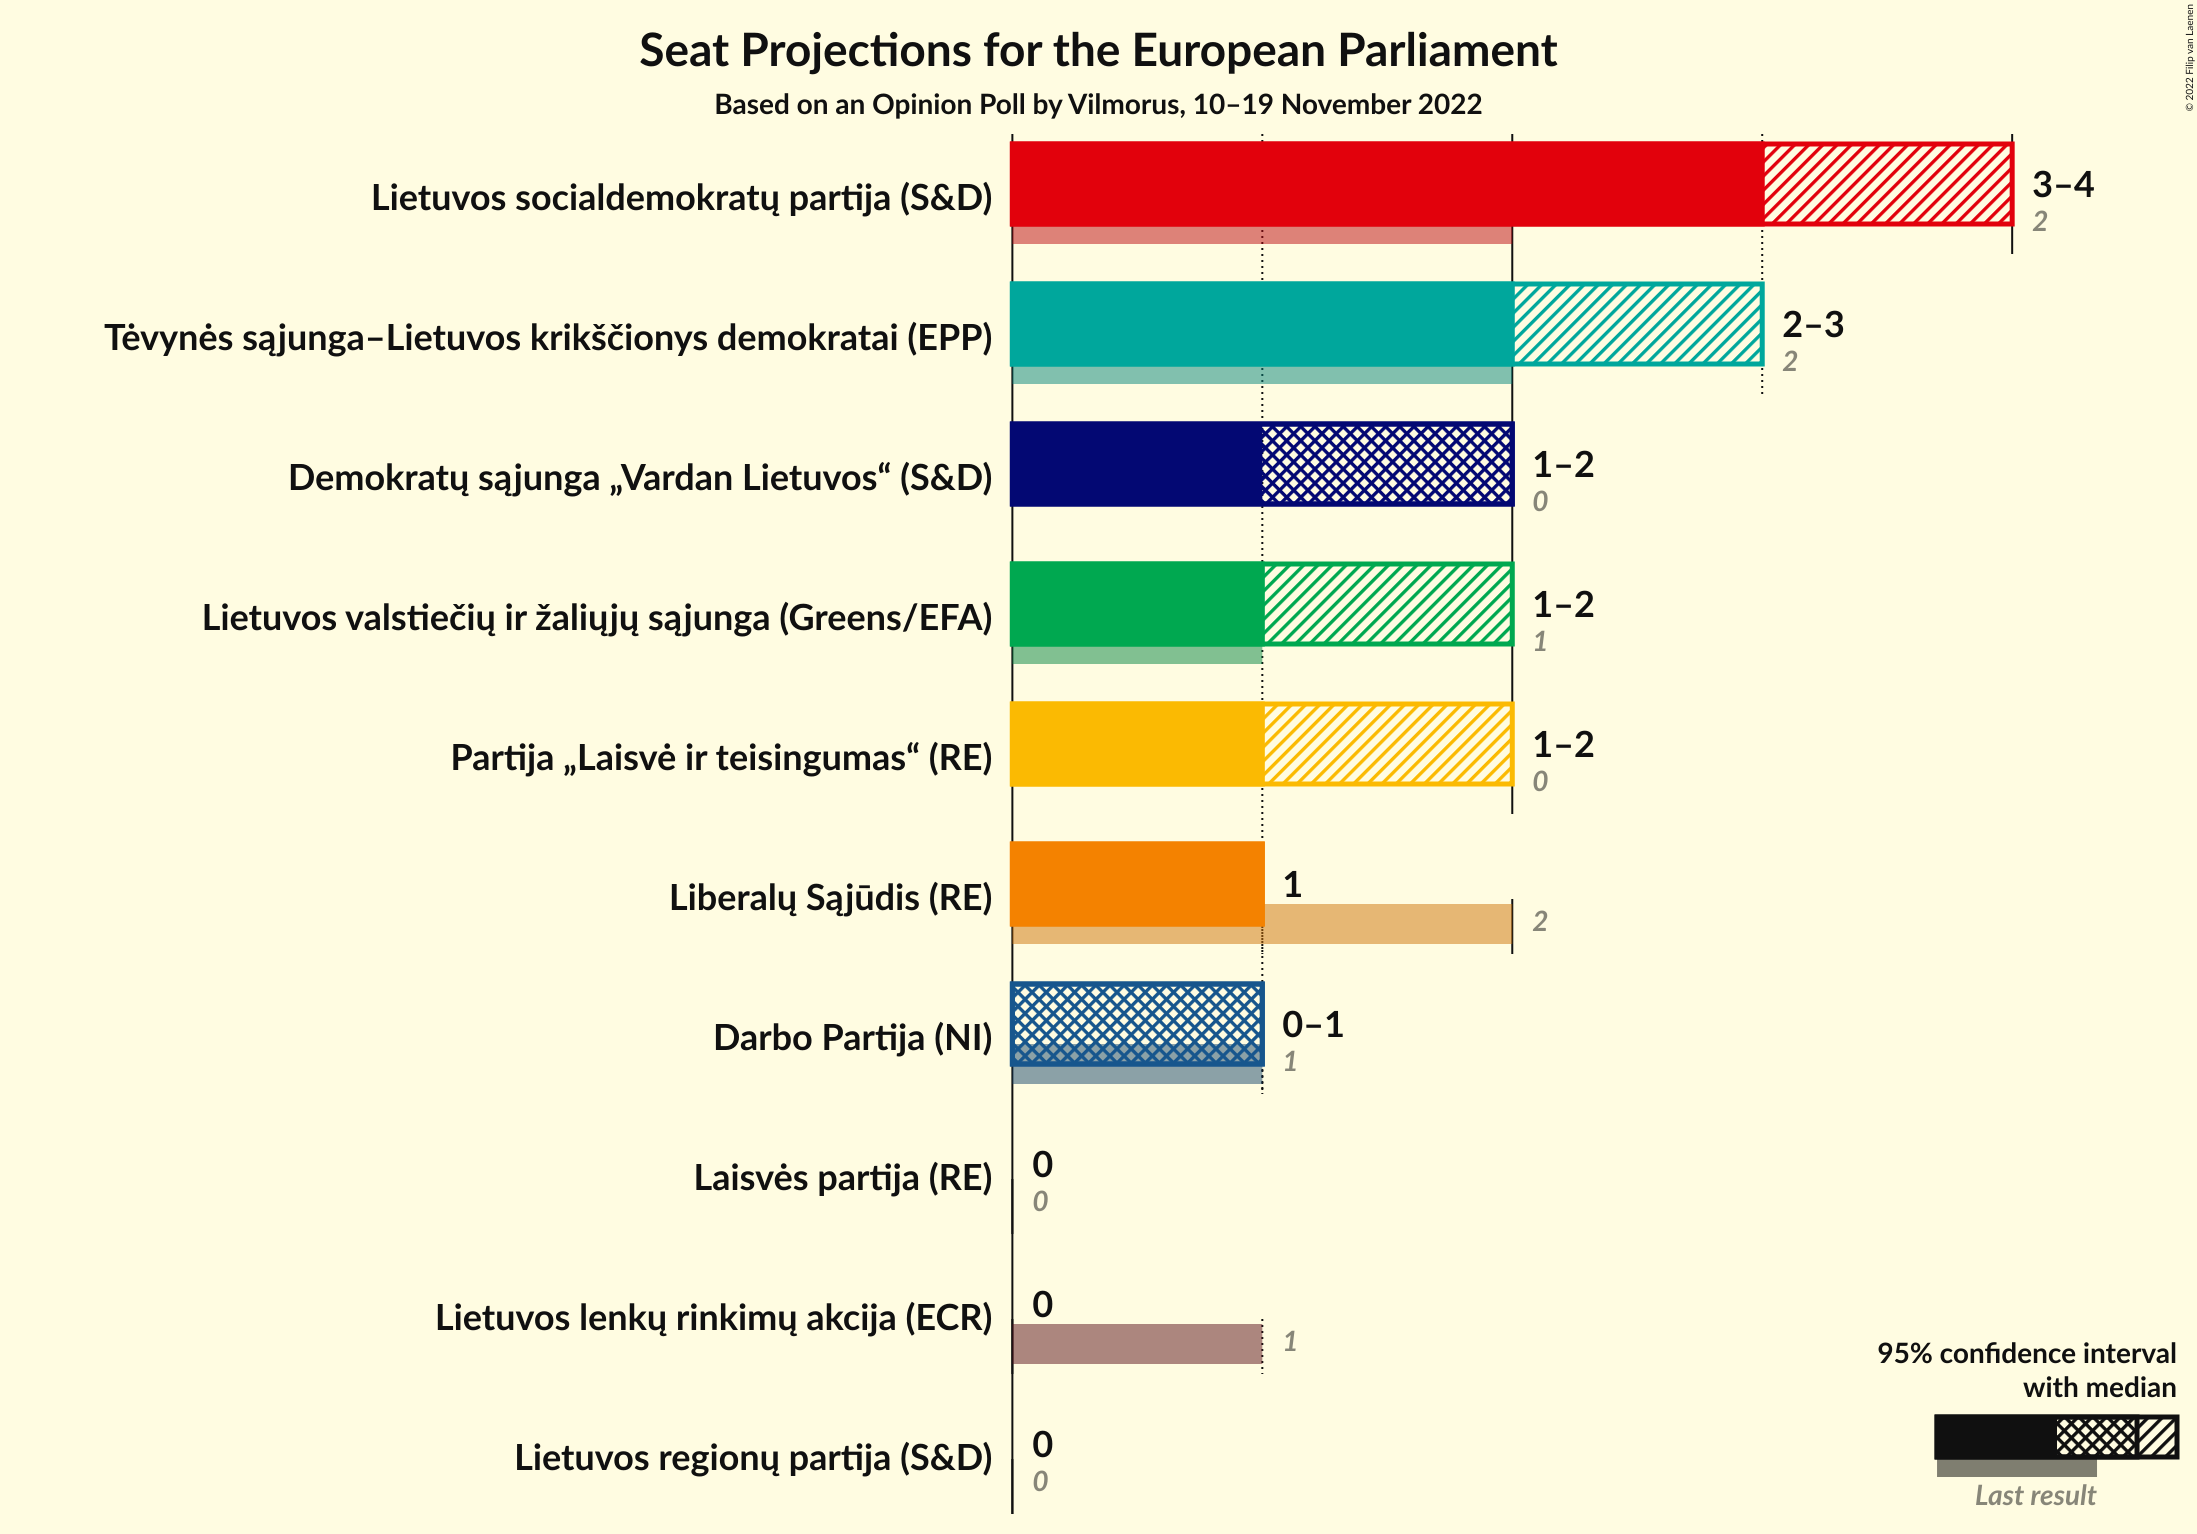 Seat Projections for the European Parliament
Based on an Opinion Poll by Vilmorus, 10–19 November 2022
© 2022 Filip van Laenen
Lietuvos socialdemokratų partija (S&D)
3–4
2
Tėvynės sąjunga–Lietuvos krikščionys demokratai (EPP)
2–3
2
Demokratų sąjunga „Vardan Lietuvos“ (S&D)
1–2
0
Lietuvos valstiečių ir žaliųjų sąjunga (Greens/EFA)
1–2
1
Partija „Laisvė ir teisingumas“ (RE)
1–2
0
Liberalų Sąjūdis (RE)
1
2
Darbo Partija (NI)
0–1
1
Laisvės partija (RE)
0
0
Lietuvos lenkų rinkimų akcija (ECR)
0
1
Lietuvos regionų partija (S&D)
0
0
95% confidence interval
with median
Last result